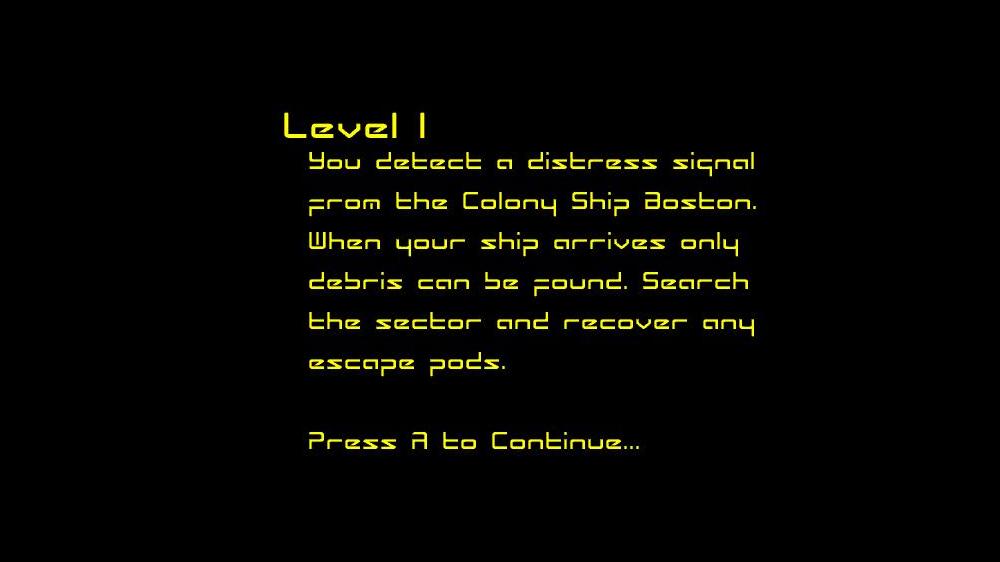 Level 1
You detect a distress signal
from the Colony Ship Boston.
When your ship arrives only
debris can be found. Search
the sector and recover any
escape pods.
Press A to Continue...